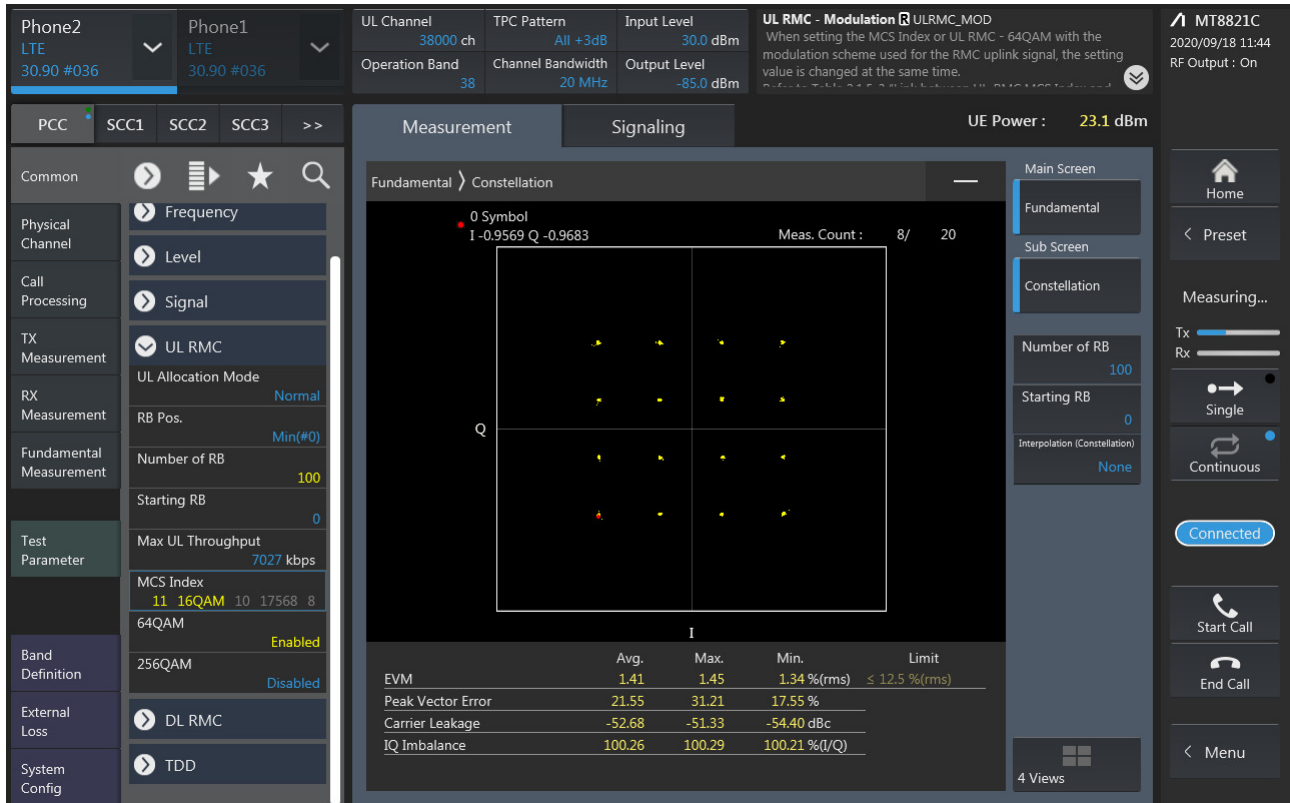 Phone2
LTE
30.90 #036
Phone1
LTE
30.90 #036
UL Channel
38000 ch
TPC Pattern
All +3dB
Input Level
30.0 dBm
Operation Band
38
Channel Bandwidth
20 MHz
Output Level
-85.0 dBm
UL RMC - Modulation R ULRMC_MOD
When setting the MCS Index or UL RMC - 64QAM with the
modulation scheme used for the RMC uplink signal, the setting
value is changed at the same time.
MT8821C
2020/09/18 11:44
RF Output : On
PCC SCC1 SCC2 SCC3 >>
Measurement Signaling
UE Power : 23.1 dBm
Common
Physical
Channel
Call
Processing
TX
Measurement
RX
Measurement
Fundamental
Measurement
Test
Parameter
Band
Definition
External
Loss
System
Config
Frequency
Level
Signal
UL RMC
UL Allocation Mode
Normal
RB Pos.
Min(#0)
Number of RB
100
Starting RB
0
Max UL Throughput
7027 kbps
MCS Index
11 16QAM 10 17568 8
64QAM
Enabled
256QAM
Disabled
DL RMC
TDD
Fundamental > Constellation
0 Symbol
I -0.9569 Q -0.9683
Meas. Count : 8/ 20
Q
I
Avg. Max. Min. Limit
EVM 1.41 1.45 1.34 %(rms) ≤ 12.5 %(rms)
Peak Vector Error 21.55 31.21 17.55 %
Carrier Leakage -52.68 -51.33 -54.40 dBc
IQ Imbalance 100.26 100.29 100.21 %(I/Q)
Main Screen
Fundamental
Sub Screen
Constellation
Number of RB
100
Starting RB
0
Interpolation (Constellation)
None
4 Views
Home
< Preset
Measuring...
Tx
Rx
Single
Continuous
Connected
Start Call
End Call
< Menu